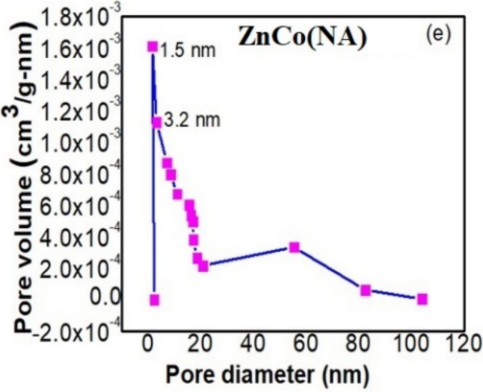 ZnCo(NA)
(e)
1.5 nm
3.2 nm
Pore volume (cm³/g-nm)
1.8x10⁻³
1.6x10⁻³
1.4x10⁻³
1.2x10⁻³
1.0x10⁻³
8.0x10⁻⁴
6.0x10⁻⁴
4.0x10⁻⁴
2.0x10⁻⁴
0.0
-2.0x10⁻⁴
0 20 40 60 80 100 120
Pore diameter (nm)